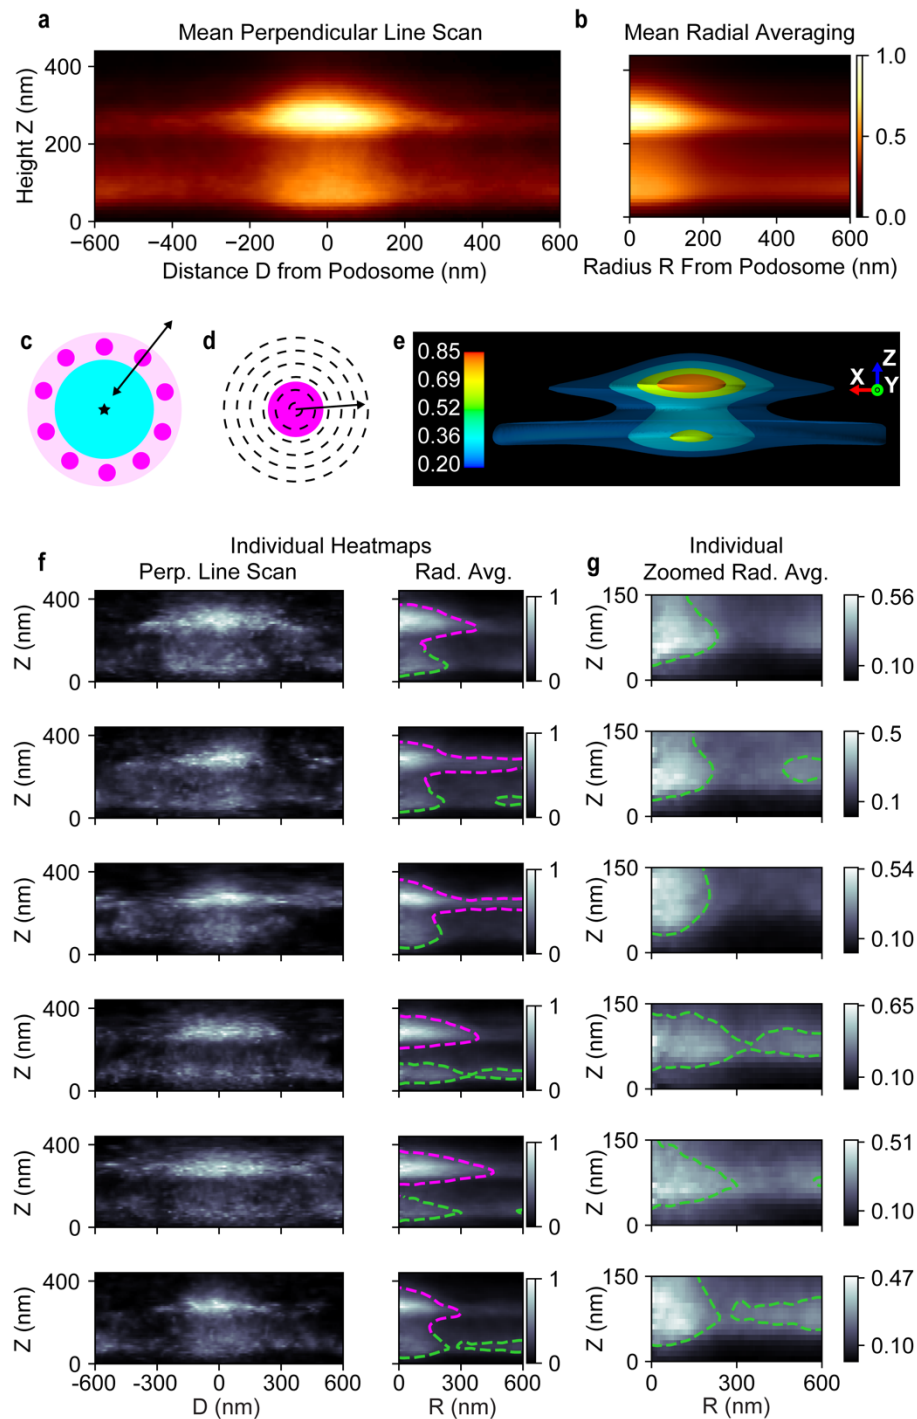 a
Mean Perpendicular Line Scan
b
Mean Radial Averaging
Height Z (nm)
400
200
0
−600 −400 −200 0 200 400 600
Distance D from Podosome (nm)
0 200 400 600
Radius R From Podosome (nm)
1.0
0.5
0.0
c
d
e
0.85
0.69
0.52
0.36
0.20
X
Z
Y
f
Individual Heatmaps
Perp. Line Scan
Rad. Avg.
g
Individual
Zoomed Rad. Avg.
Z (nm)
400
0
1
0
Z (nm)
150
0
0.56
0.10
Z (nm)
400
0
1
0
Z (nm)
150
0
0.5
0.1
Z (nm)
400
0
1
0
Z (nm)
150
0
0.54
0.10
Z (nm)
400
0
1
0
Z (nm)
150
0
0.65
0.10
Z (nm)
400
0
1
0
Z (nm)
150
0
0.51
0.10
Z (nm)
400
0
1
0
Z (nm)
150
0
0.47
0.10
-600 -300 0 300 600
D (nm)
0 300 600
R (nm)
0 300 600
R (nm)